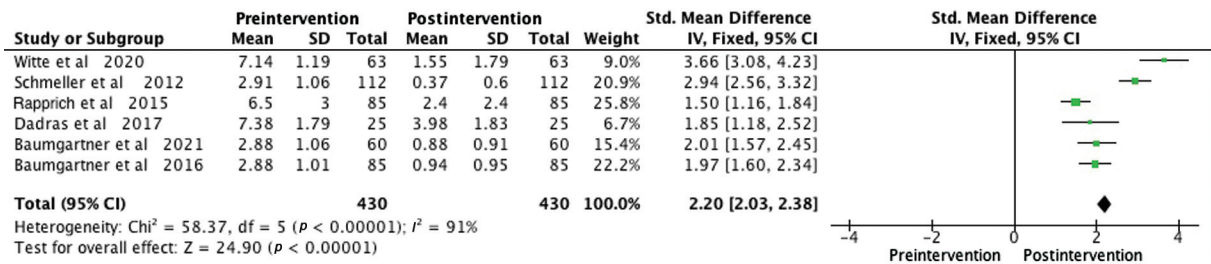 Preintervention Postintervention Std. Mean Difference Std. Mean Difference
Study or Subgroup Mean SD Total Mean SD Total Weight IV, Fixed, 95% CI IV, Fixed, 95% CI
Witte et al 2020 7.14 1.19 63 1.55 1.79 63 9.0% 3.66 [3.08, 4.23]
Schmeller et al 2012 2.91 1.06 112 0.37 0.6 112 20.9% 2.94 [2.56, 3.32]
Rapprich et al 2015 6.5 3 85 2.4 2.4 85 25.8% 1.50 [1.16, 1.84]
Dadras et al 2017 7.38 1.79 25 3.98 1.83 25 6.7% 1.85 [1.18, 2.52]
Baumgartner et al 2021 2.88 1.06 60 0.88 0.91 60 15.4% 2.01 [1.57, 2.45]
Baumgartner et al 2016 2.88 1.01 85 0.94 0.95 85 22.2% 1.97 [1.60, 2.34]
Total (95% CI) 430 430 100.0% 2.20 [2.03, 2.38]
Heterogeneity: Chi² = 58.37, df = 5 (p < 0.00001); I² = 91%
Test for overall effect: Z = 24.90 (p < 0.00001)
-4 -2 0 2 4
Preintervention Postintervention